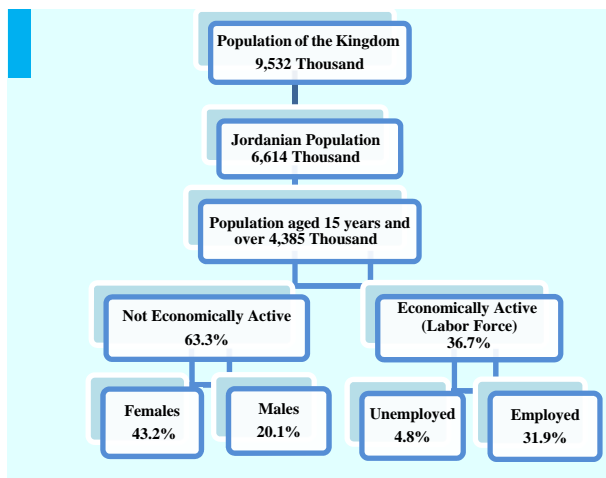 Population of the Kingdom
9,532 Thousand
Jordanian Population
6,614 Thousand
Population aged 15 years and
over 4,385 Thousand
Not Economically Active
63.3%
Economically Active
(Labor Force)
36.7%
Females
43.2%
Males
20.1%
Unemployed
4.8%
Employed
31.9%